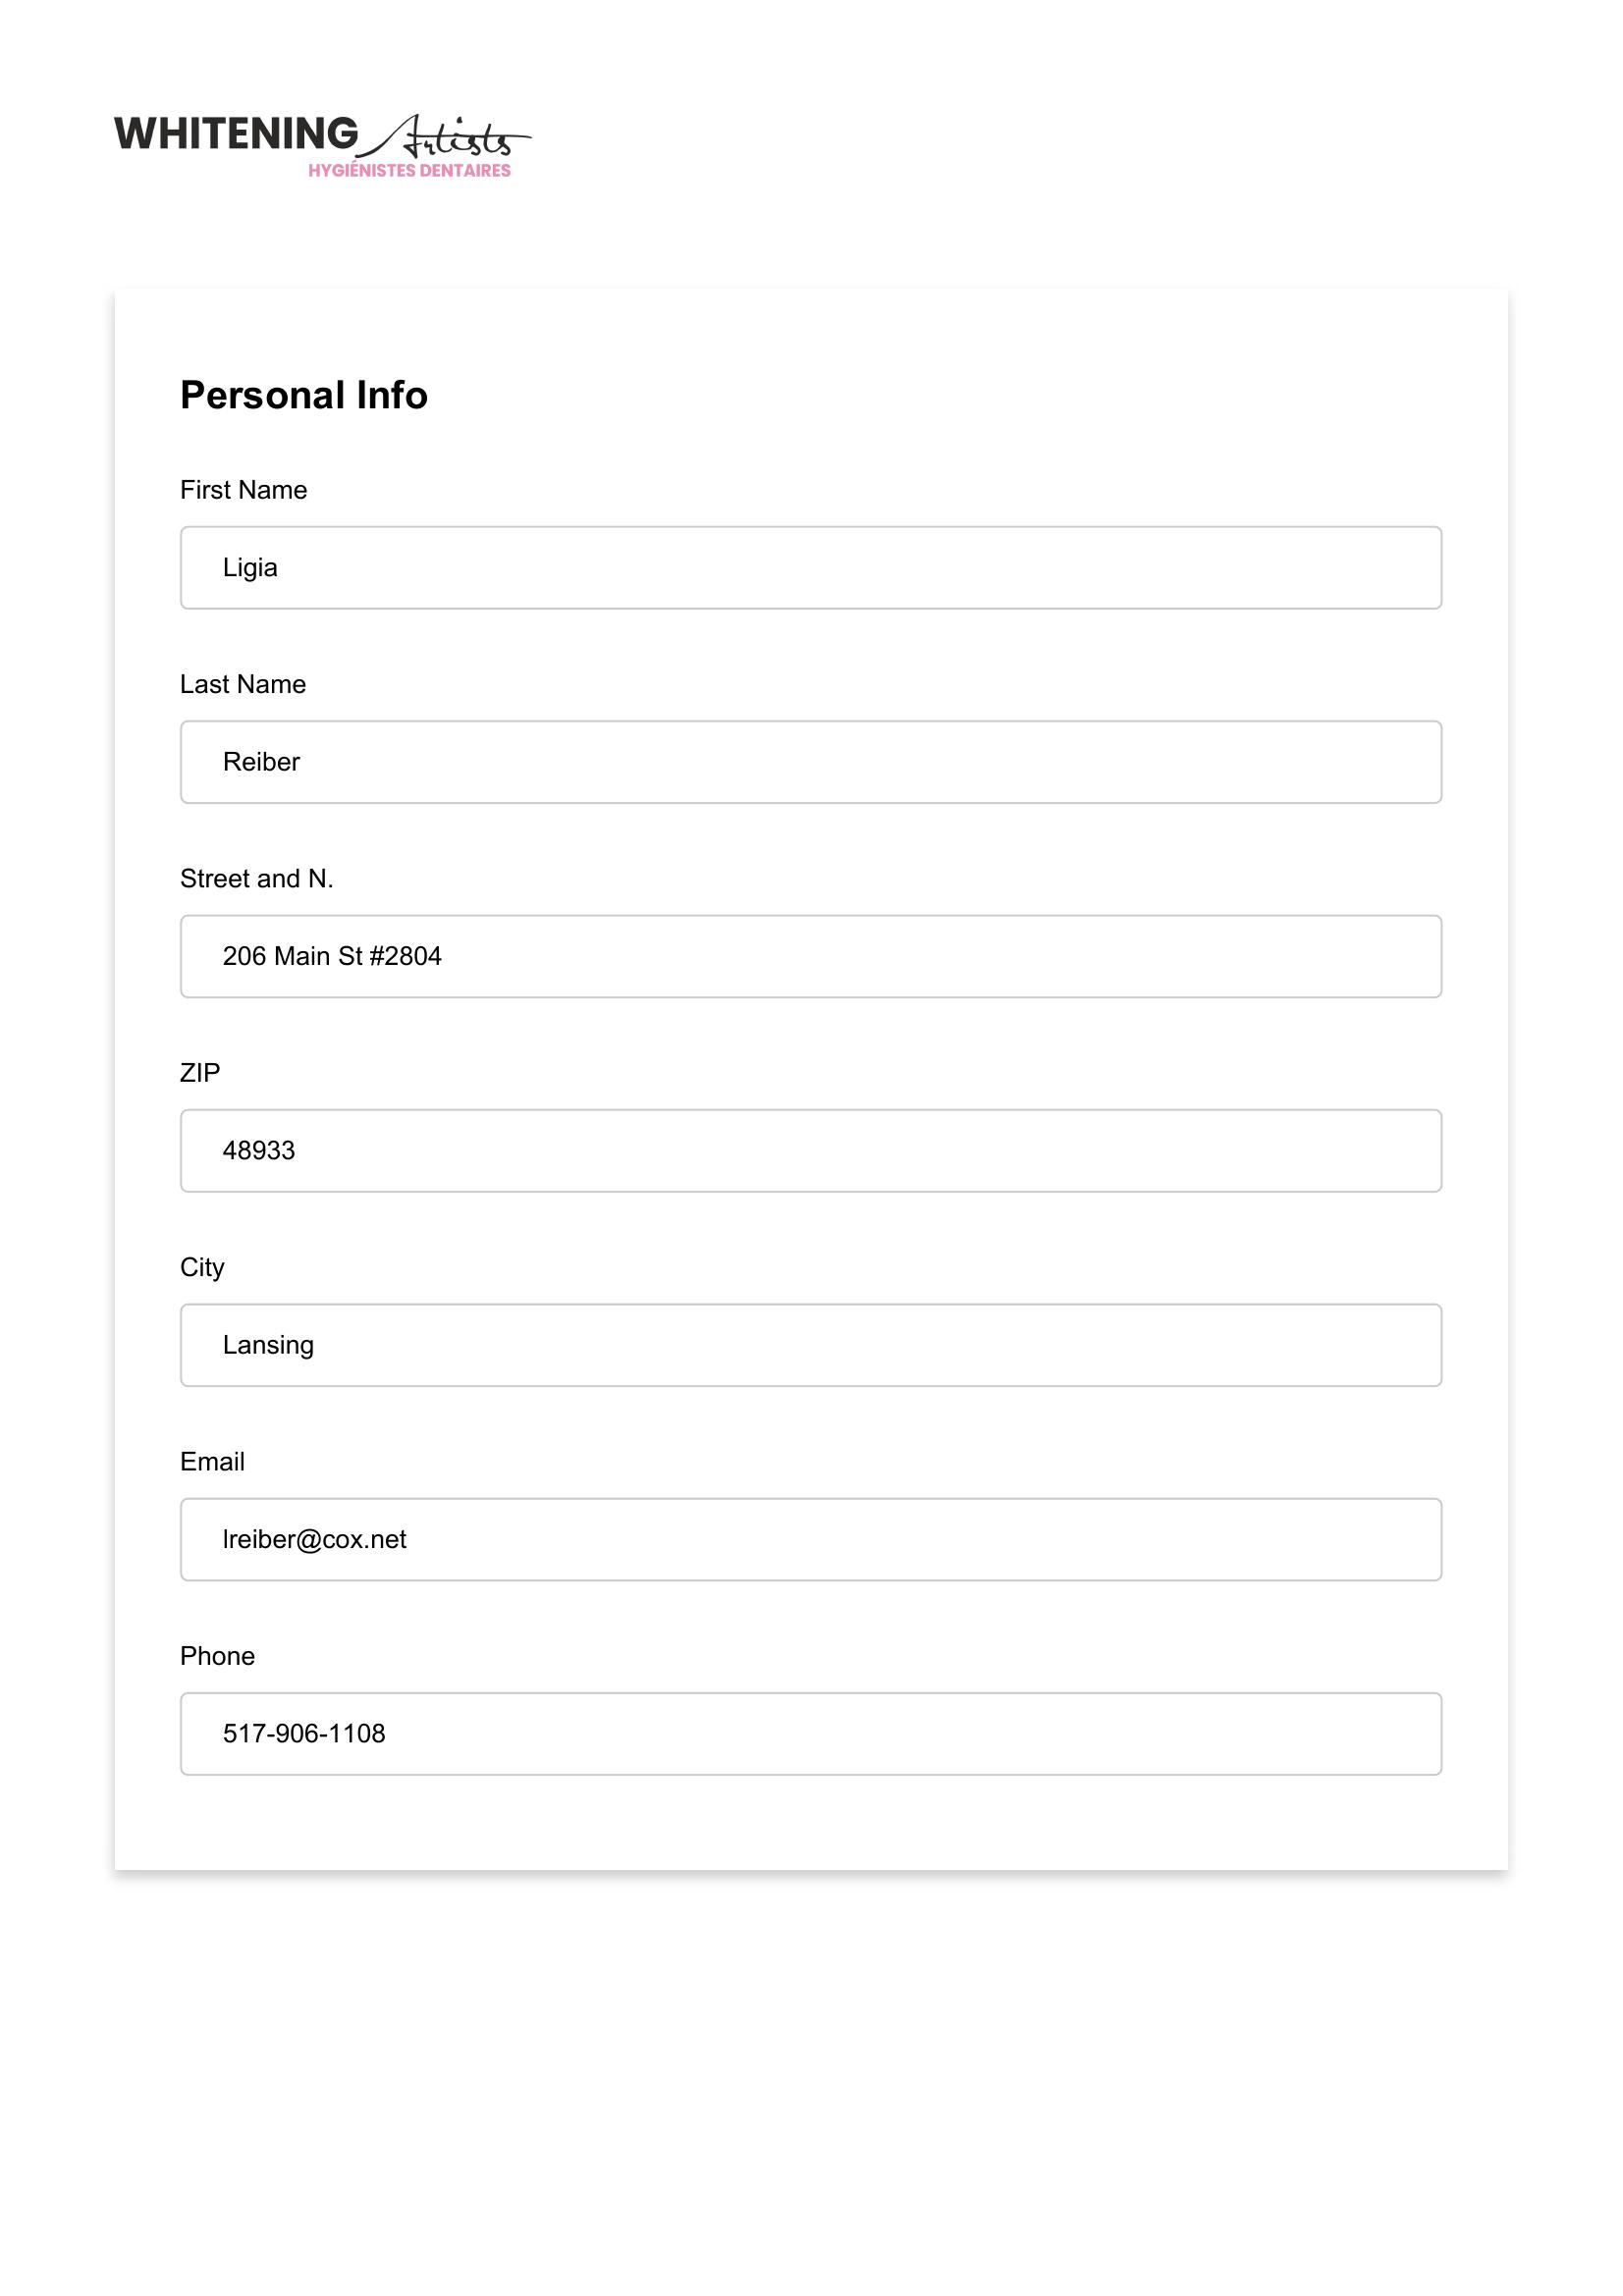 WHITENING Artists
HYGIÉNISTES DENTAIRES
Personal Info
First Name
Ligia
Last Name
Reiber
Street and N.
206 Main St #2804
ZIP
48933
City
Lansing
Email
lreiber@cox.net
Phone
517-906-1108